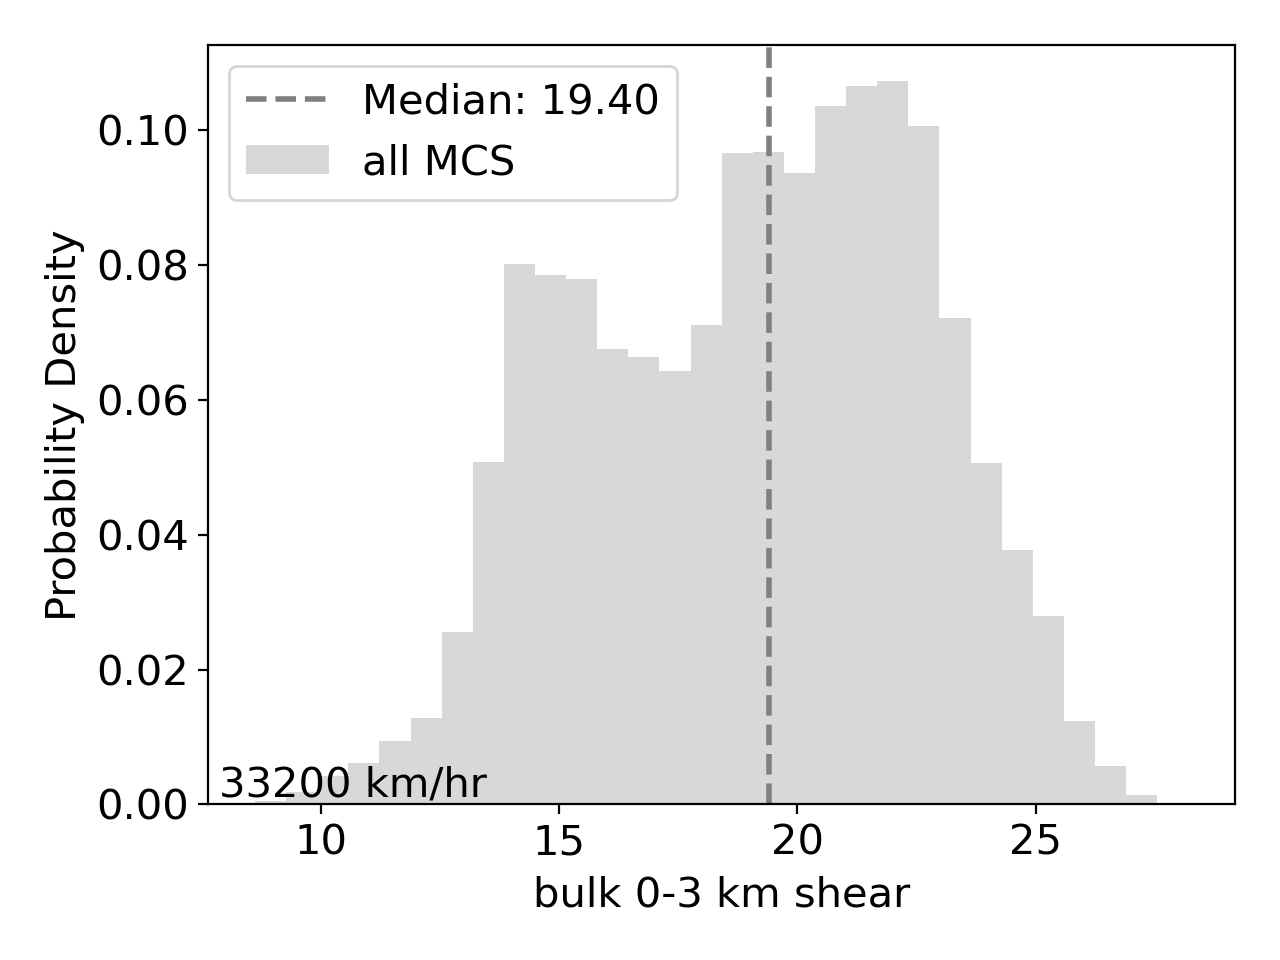 Median: 19.40
all MCS
Probability Density
0.10
0.08
0.06
0.04
0.02
0.00
33200 km/hr
10 15 20 25
bulk 0-3 km shear